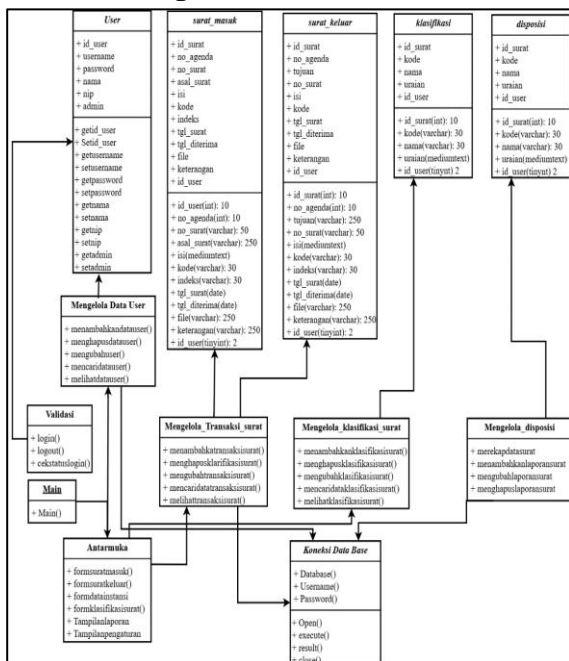 User
+ id_user
+ username
+ password
+ nama
+ nip
+ admin
+ getid_user
+ Setid_user
+ getusername
+ setusername
+ getpassword
+ setpassword
+ getnama
+ setnama
+ getnip
+ setnip
+ getadmin
+ setadmin
surat_masuk
+ id_surat
+ no_agenda
+ no_surat
+ asal_surat
+ isi
+ kode
+ indeks
+ tgl_surat
+ tgl_diterima
+ file
+ keterangan
+ id_user
+ id_user(int): 10
+ no_agenda(int): 10
+ no_surat(varchar): 50
+ asal_surat(varchar): 250
+ isi(mediumtext)
+ kode(varchar): 30
+ indeks(varchar): 30
+ tgl_surat(date)
+ tgl_diterima(date)
+ file(varchar): 250
+ keterangan(varchar): 250
+ id_user(tinyint): 2
surat_keluar
+ id_surat
+ no_agenda
+ tujuan
+ no_surat
+ isi
+ kode
+ tgl_surat
+ tgl_diterima
+ file
+ keterangan
+ id_user
+ id_surat(int): 10
+ no_agenda(int): 10
+ tujuan(varchar): 250
+ no_surat(varchar): 50
+ isi(mediumtext)
+ kode(varchar): 30
+ indeks(varchar): 30
+ tgl_surat(date)
+ tgl_diterima(date)
+ file(varchar): 250
+ keterangan(varchar): 250
+ id_user(tinyint): 2
klasifikasi
+ id_surat
+ kode
+ nama
+ uraian
+ id_user
+ id_surat(int): 10
+ kode(varchar): 30
+ nama(varchar): 30
+ uraian(mediumtext)
+ id_user(tinyint) 2
disposisi
+ id_surat
+ kode
+ nama
+ uraian
+ id_user
+ id_surat(int): 10
+ kode(varchar): 30
+ nama(varchar): 30
+ uraian(mediumtext)
+ id_user(tinyut) 2
Mengelola Data User
+ menambahkandatauser()
+ menghapusdatauser()
+ mengubahuser()
+ mencaridatauser()
+ melihatdatauser()
Validasi
+ login()
+ logout()
+ cekstatuslogin()
Main
+ Main()
Mengelola_Transaksi_surat
+ menambahkatransaksisurat()
+ menghapusklarifikasisurat()
+ mengubahtransaksisurat()
+ mencaridatatransaksisurat()
+ melihattransaksisurat()
Mengelola_klasifikasi_surat
+ menambahkanklasifikasisurat()
+ menghapusklasifikasisurat()
+ mengubahklasifikasisurat()
+ mencaridataklasifikasisurat()
+ melihatklasifikasisurat()
Mengelola_disposisi
+ merekapdatasurat
+ menambahkanlaporansurat
+ mengubahlaporansurat
+ menghapuslaporansurat
Antarmuka
+ formsuratmasuk()
+ formsuratkeluar()
+ formdatainstansi
+ formklasifikasisurat()
+ Tampilanlaporan
+ Tampilanpengaturan
Koneksi Data Base
+ Database()
+ Username()
+ Password()
+ Open()
+ execute()
+ result()
+ close()